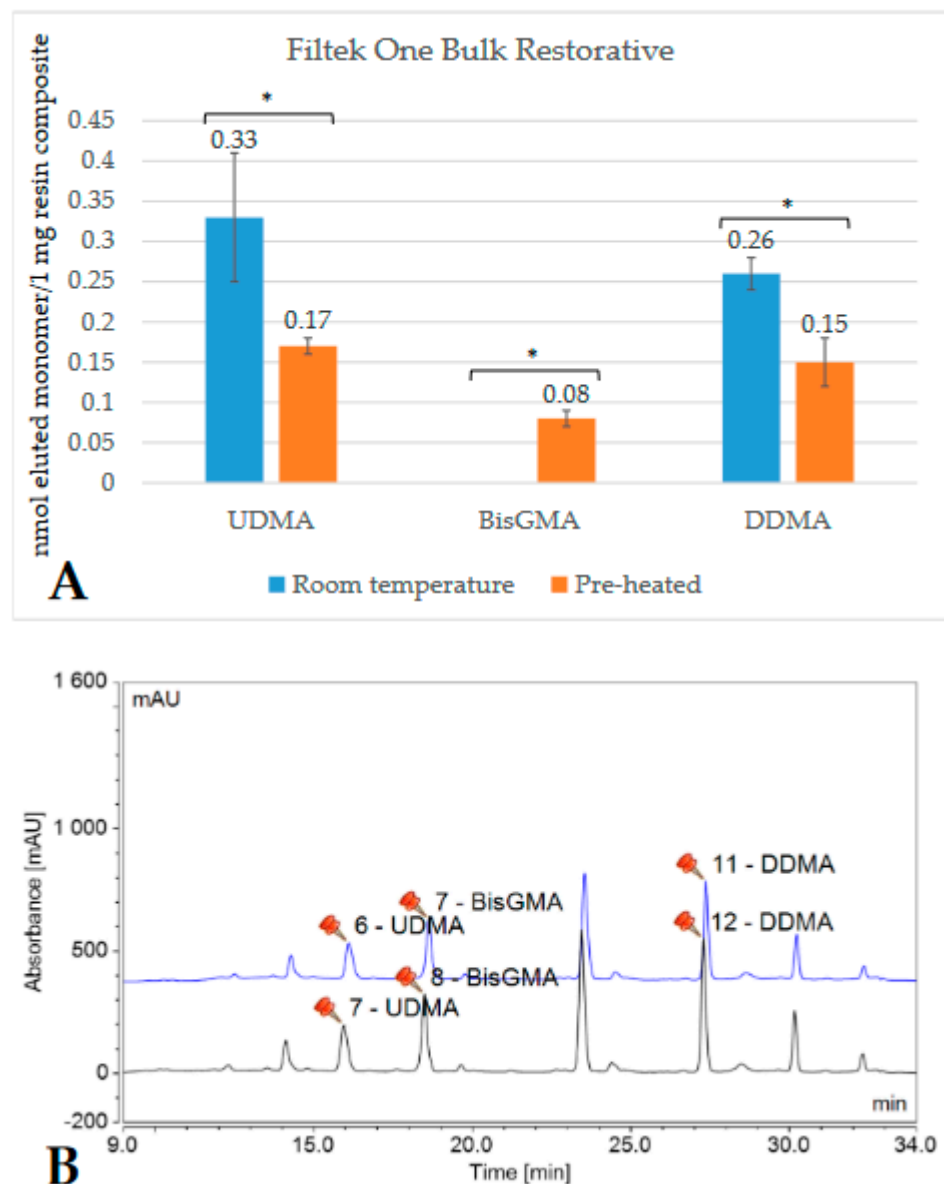 Filtek One Bulk Restorative
nmol eluted monomer/1 mg resin composite
0.45
0.4
0.35
0.3
0.25
0.2
0.15
0.1
0.05
0
*
0.33
0.17
*
0.08
*
0.26
0.15
UDMA BisGMA DDMA
A
Room temperature Pre-heated
1 600
mAU
1 000
500
0
-200
Absorbance [mAU]
11 - DDMA
7 - BisGMA
6 - UDMA
12 - DDMA
8 - BisGMA
7 - UDMA
min
9.0 15.0 20.0 25.0 30.0 34.0
Time [min]
B